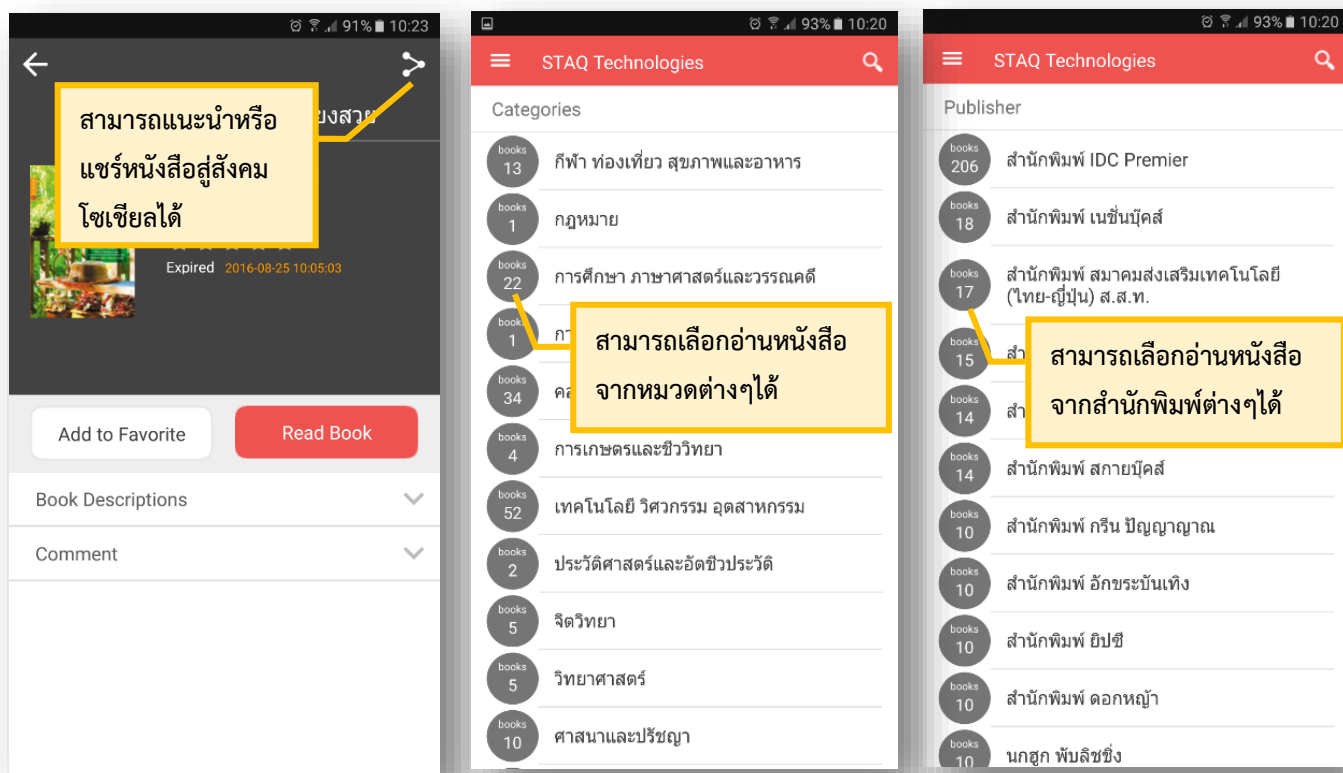 91% 10:23
สามารถแนะนำหรือ
แชร์หนังสือสู่สังคม
โซเชียลได้
Expired 2016-08-25 10:05:03
Add to Favorite
Read Book
Book Descriptions
Comment
93% 10:20
STAQ Technologies
Categories
books
13
กีฬา ท่องเที่ยว สุขภาพและอาหาร
books
1
กฎหมาย
books
22
การศึกษา ภาษาศาสตร์และวรรณคดี
books
1
สามารถเลือกอ่านหนังสือ
จากหมวดต่างๆได้
books
34
books
4
การเกษตรและชีววิทยา
books
52
เทคโนโลยี วิศวกรรม อุตสาหกรรม
books
2
ประวัติศาสตร์และอัตชีวประวัติ
books
5
จิตวิทยา
books
5
วิทยาศาสตร์
books
10
ศาสนาและปรัชญา
93% 10:20
STAQ Technologies
Publisher
books
206
สำนักพิมพ์ IDC Premier
books
18
สำนักพิมพ์ เนชั่นบุ๊คส์
books
17
สำนักพิมพ์ สมาคมส่งเสริมเทคโนโลยี
(ไทย-ญี่ปุ่น) ส.ส.ท.
books
15
สามารถเลือกอ่านหนังสือ
จากสำนักพิมพ์ต่างๆได้
books
14
books
14
สำนักพิมพ์ สกายบุ๊คส์
books
10
สำนักพิมพ์ กรีน ปัญญาญาณ
books
10
สำนักพิมพ์ อักขระบันเทิง
books
10
สำนักพิมพ์ ยิปซี
books
10
สำนักพิมพ์ ดอกหญ้า
books
10
นกฮูก พับลิชชิ่ง